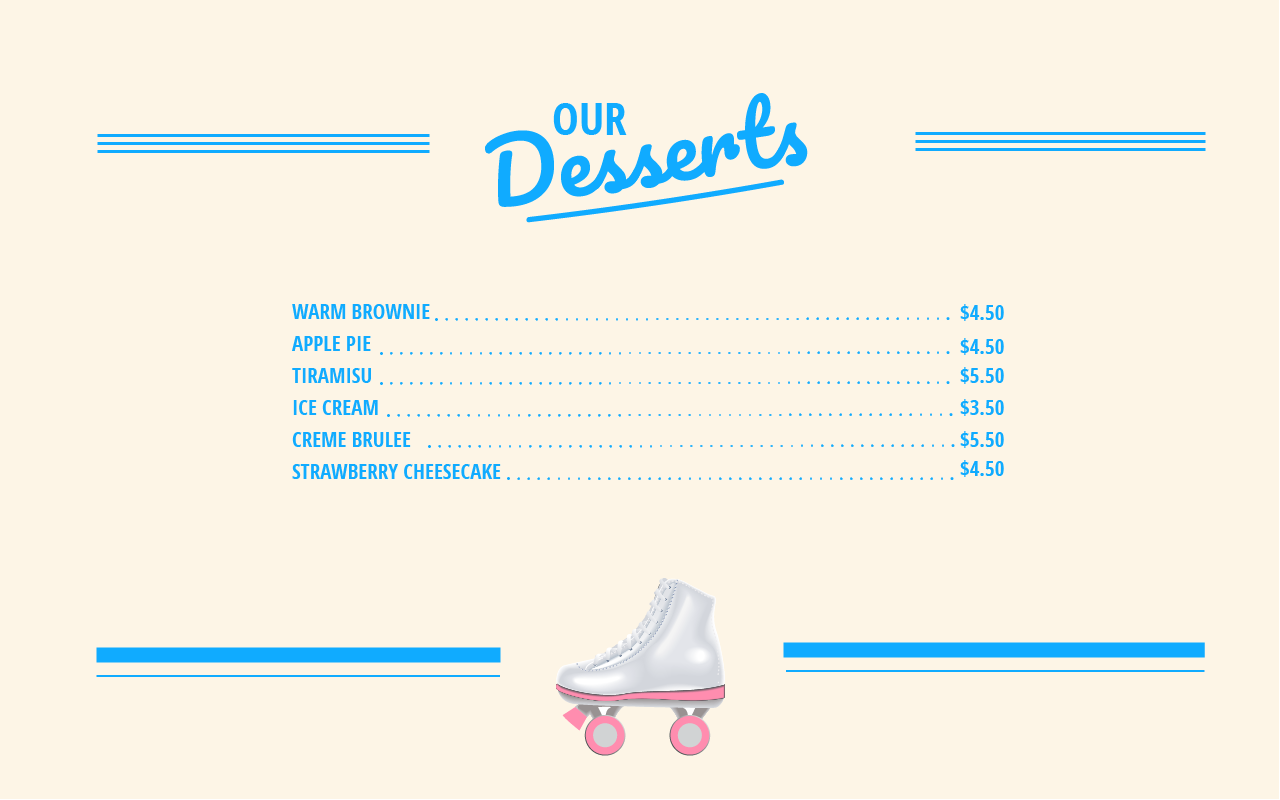 OUR
Desserts
WARM BROWNIE . . . . . . . . . . . . . . . . . . . . . . . . . . . . . . . . . . . . . . . . . . . . . . . . . . . $4.50
APPLE PIE . . . . . . . . . . . . . . . . . . . . . . . . . . . . . . . . . . . . . . . . . . . . . . . . . . . . . . . . $4.50
TIRAMISU . . . . . . . . . . . . . . . . . . . . . . . . . . . . . . . . . . . . . . . . . . . . . . . . . . . . . . . . $5.50
ICE CREAM . . . . . . . . . . . . . . . . . . . . . . . . . . . . . . . . . . . . . . . . . . . . . . . . . . . . . . . $3.50
CREME BRULEE . . . . . . . . . . . . . . . . . . . . . . . . . . . . . . . . . . . . . . . . . . . . . . . . . . . $5.50
STRAWBERRY CHEESECAKE . . . . . . . . . . . . . . . . . . . . . . . . . . . . . . . . . . . . . . . . . . . . $4.50